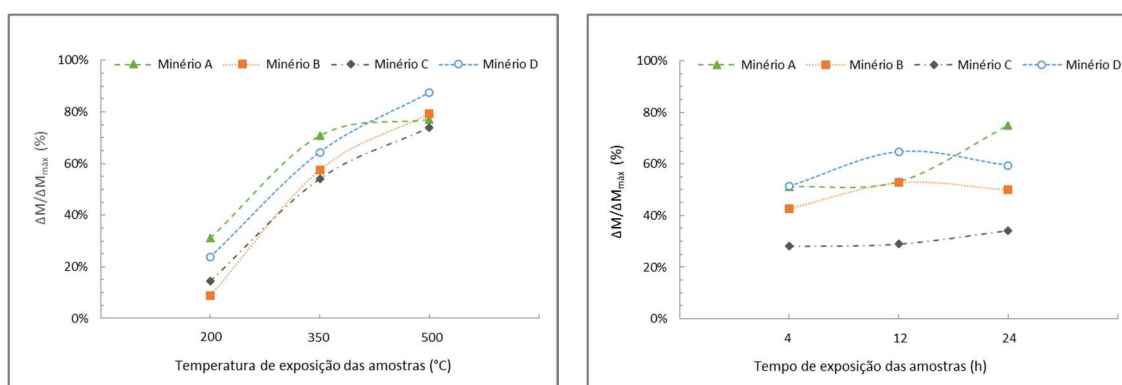 Minério A Minério B Minério C Minério D
100%
80%
60%
40%
20%
0%
ΔM/ΔMmáx (%)
200 350 500
Temperatura de exposição das amostras (°C)
Minério A Minério B Minério C Minério D
100%
80%
60%
40%
20%
0%
ΔM/ΔMmáx (%)
4 12 24
Tempo de exposição das amostras (h)